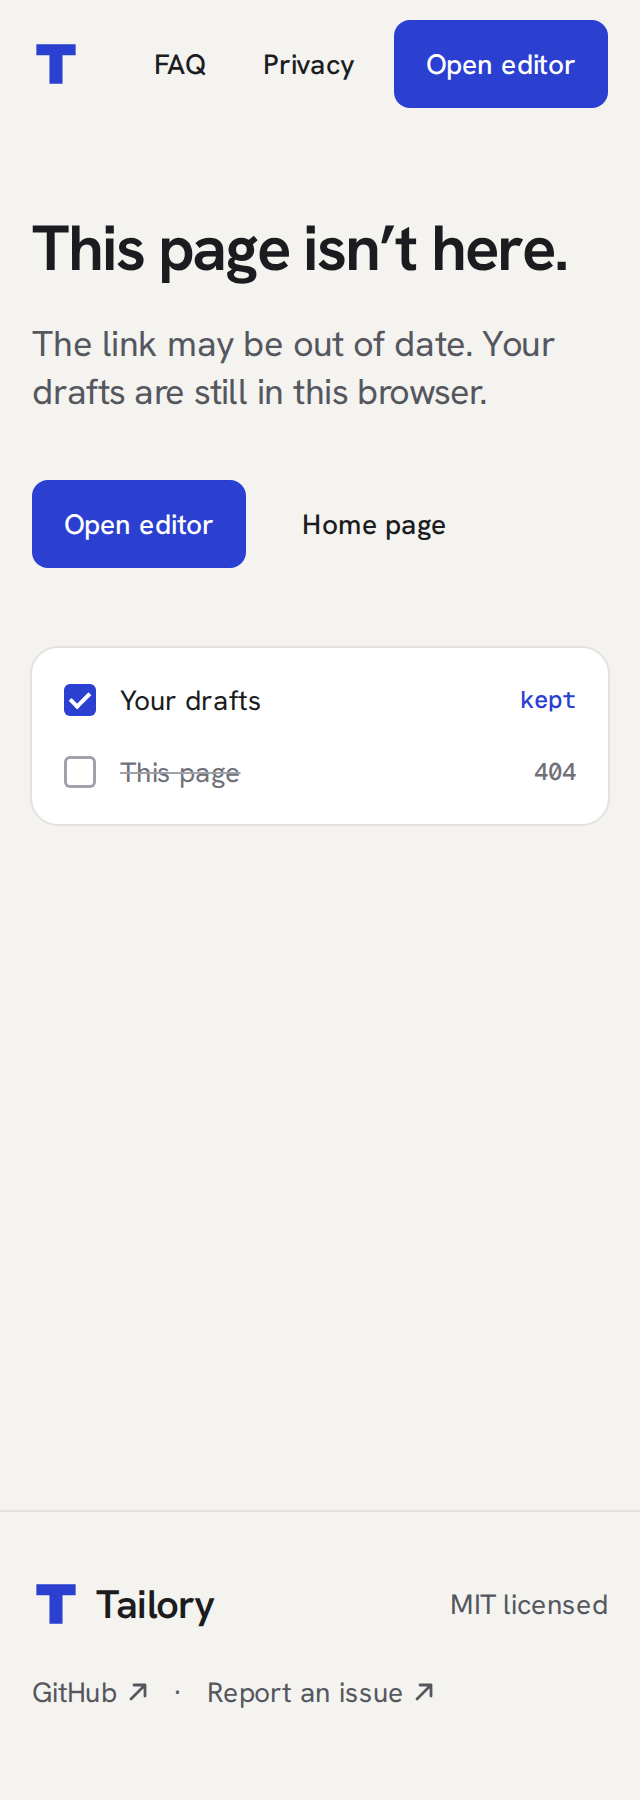 T FAQ Privacy Open editor
This page isn’t here.
The link may be out of date. Your
drafts are still in this browser.
Open editor Home page
Your drafts kept
This page 404
T Tailory MIT licensed
GitHub ↗ · Report an issue ↗